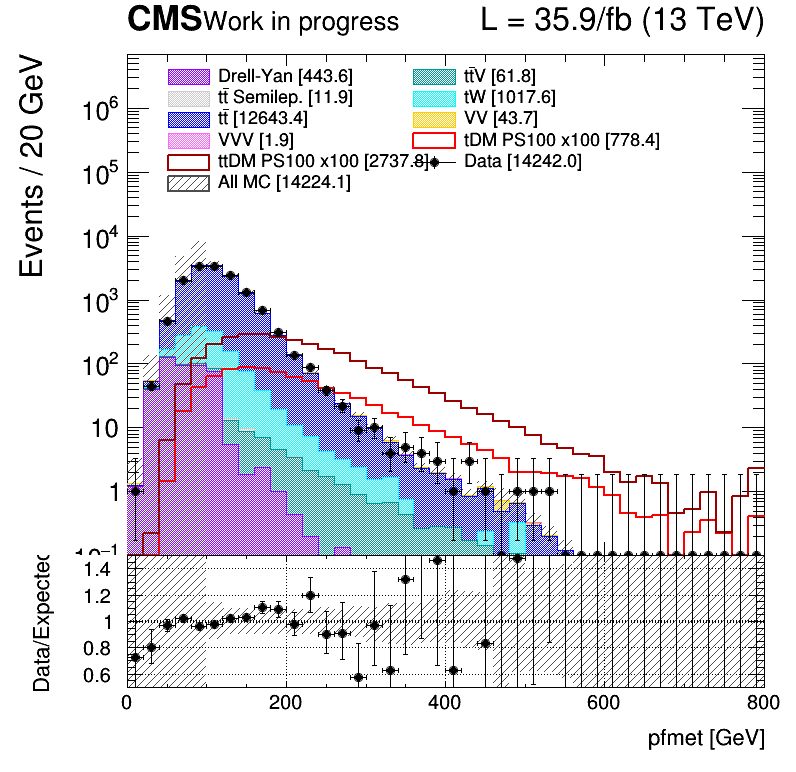 CMS Work in progress L = 35.9/fb (13 TeV)
Events / 20 GeV
Drell-Yan [443.6] tt̄V [61.8]
tt̄ Semilep. [11.9] tW [1017.6]
tt̄ [12643.4] VV [43.7]
VVV [1.9] tDM PS100 x100 [778.4]
ttDM PS100 x100 [2737.8] Data [14242.0]
All MC [14224.1]
10⁶
10⁵
10⁴
10³
10²
10
1
10⁻¹
Data/Expected
1.4
1.2
1
0.8
0.6
0 200 400 600 800
pfmet [GeV]